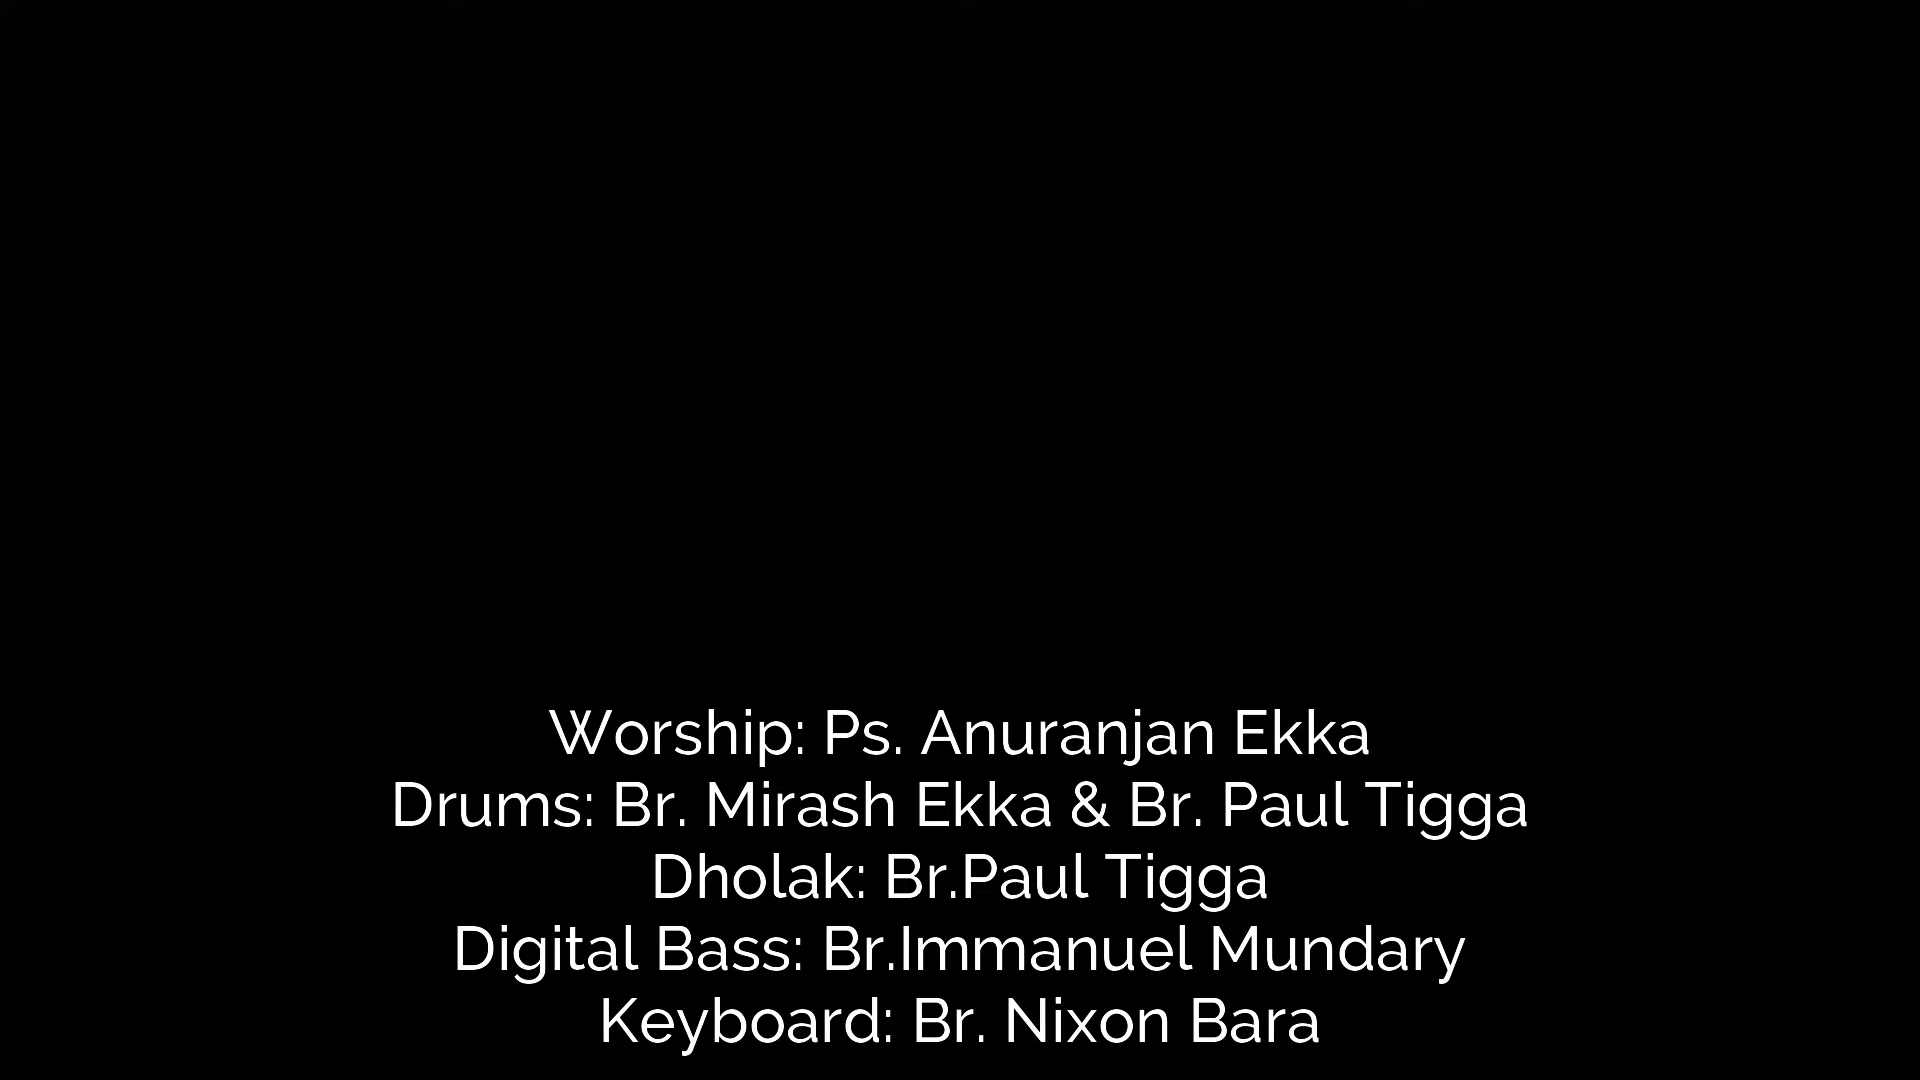 Worship: Ps. Anuranjan Ekka
Drums: Br. Mirash Ekka & Br. Paul Tigga
Dholak: Br.Paul Tigga
Digital Bass: Br.Immanuel Mundary
Keyboard: Br. Nixon Bara